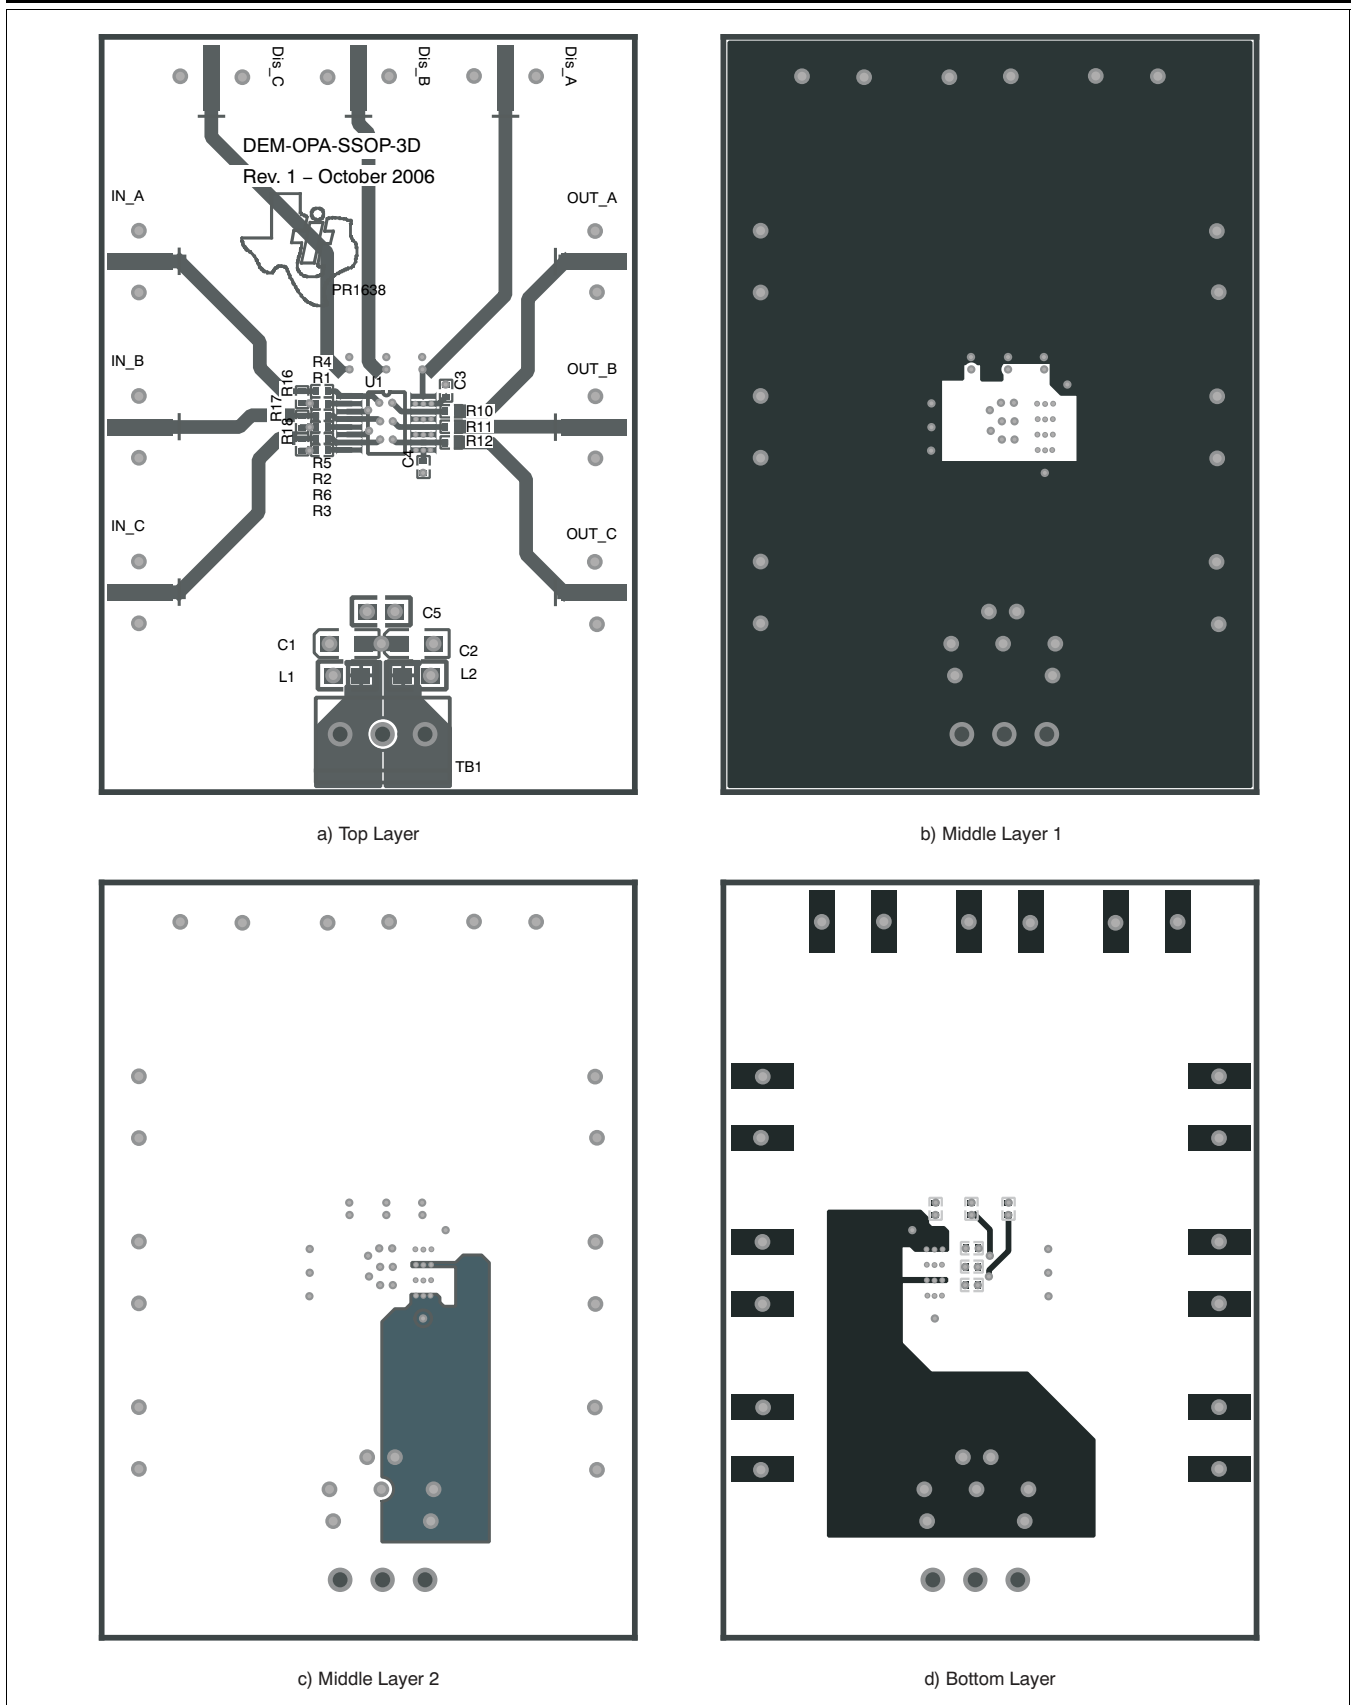 Dis_C
Dis_B
Dis_A
DEM-OPA-SSOP-3D
Rev. 1 – October 2006
IN_A
OUT_A
PR1638
IN_B
R4
R1
R16
U1
C3
OUT_B
R17
R10
R11
R18
R12
C4
R5
R2
R6
R3
IN_C
OUT_C
C5
C1
C2
L1
L2
TB1
a) Top Layer
b) Middle Layer 1
c) Middle Layer 2
d) Bottom Layer